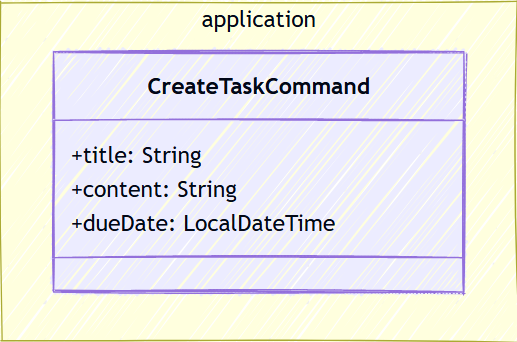 application
CreateTaskCommand
+title: String
+content: String
+dueDate: LocalDateTime